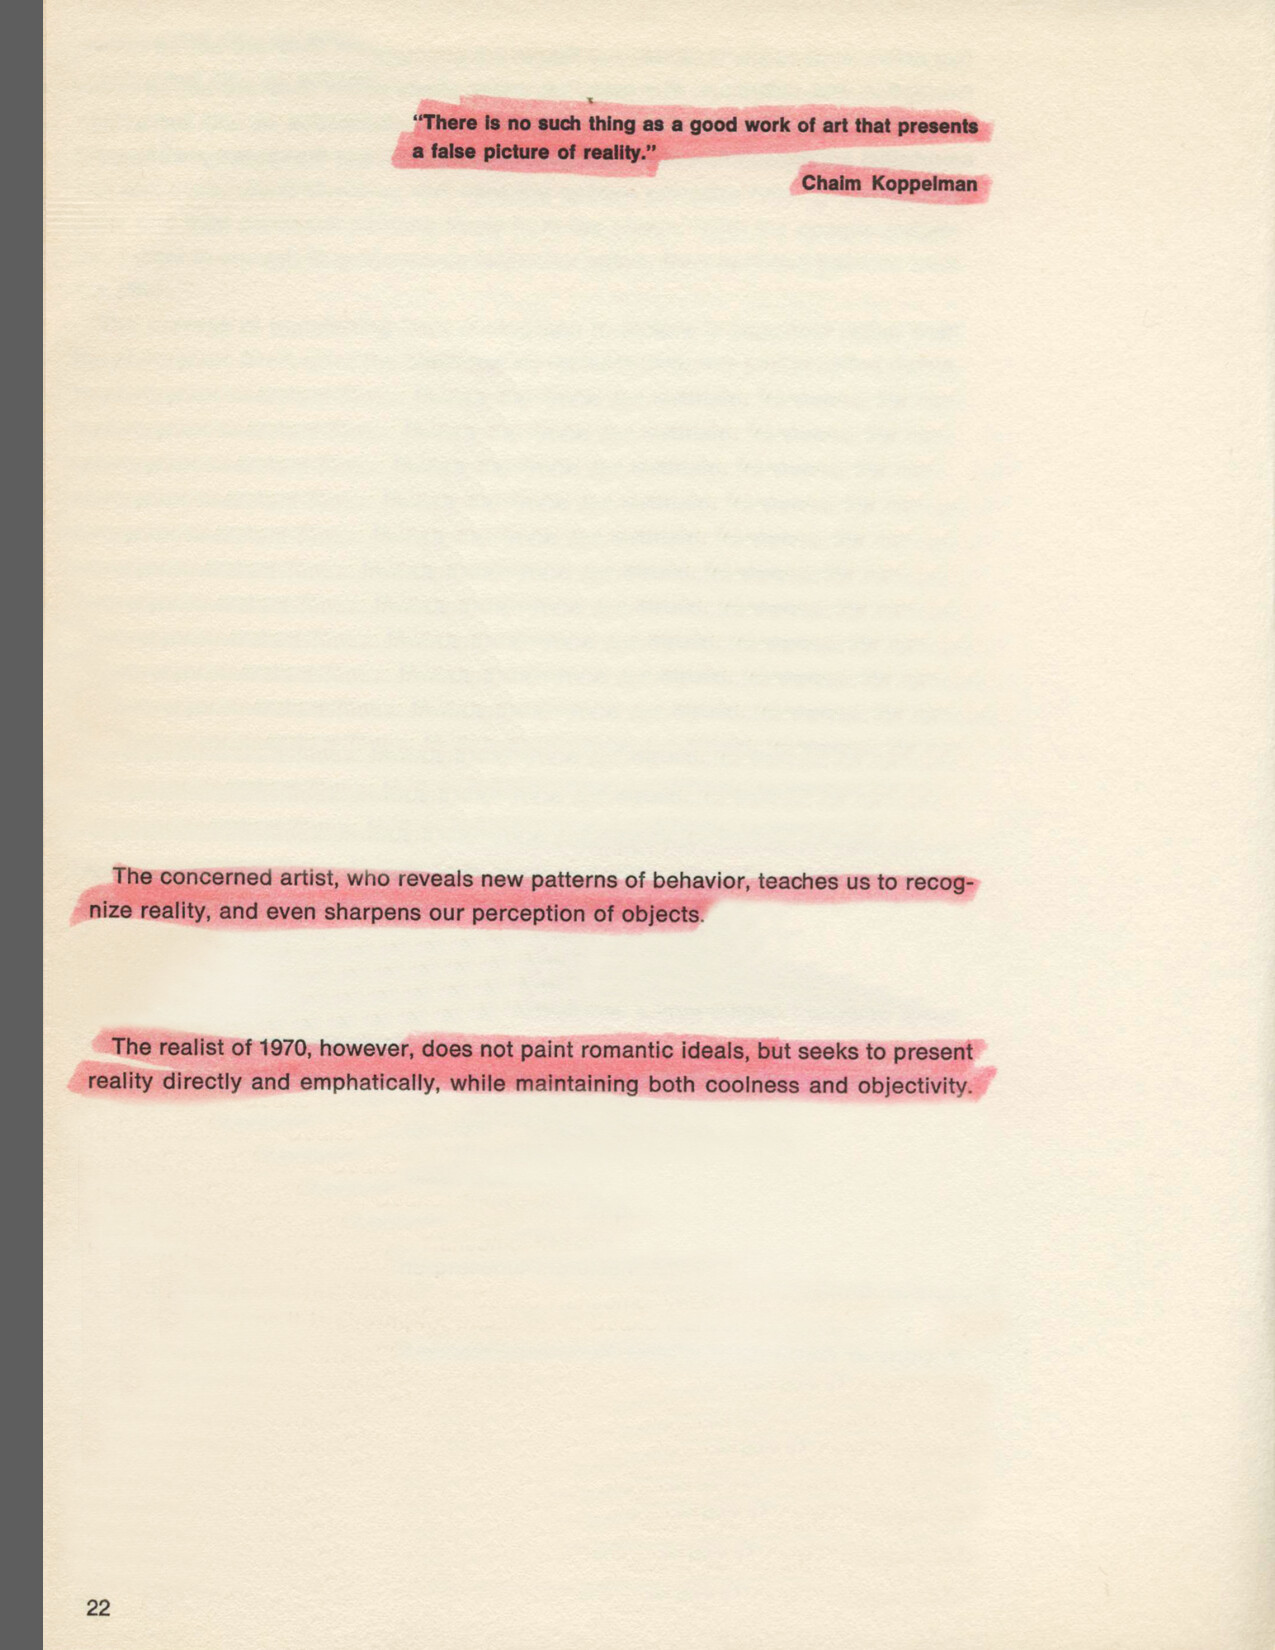 “There is no such thing as a good work of art that presents
a false picture of reality.”
Chaim Koppelman
The concerned artist, who reveals new patterns of behavior, teaches us to recog-
nize reality, and even sharpens our perception of objects.
The realist of 1970, however, does not paint romantic ideals, but seeks to present
reality directly and emphatically, while maintaining both coolness and objectivity.
22